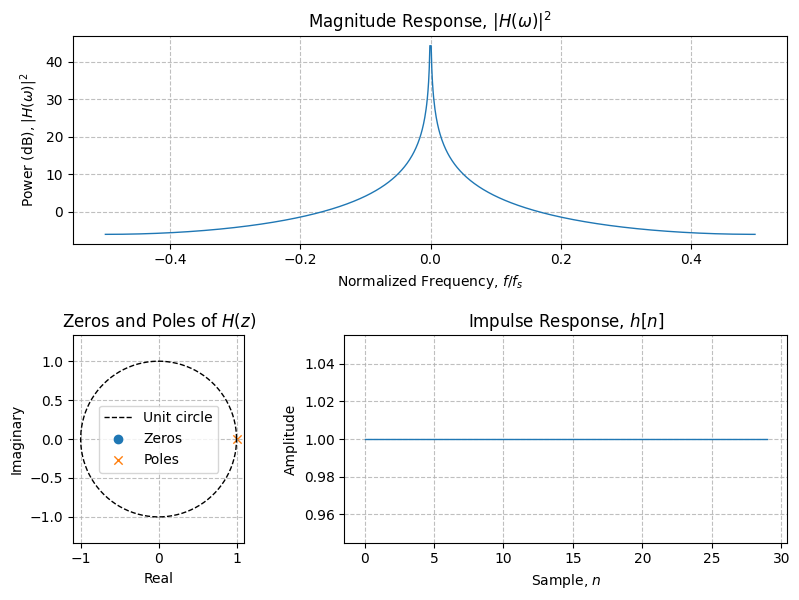 Magnitude Response, |H(ω)|²
Power (dB), |H(ω)|²
40
30
20
10
0
−0.4
−0.2
0.0
0.2
0.4
Normalized Frequency, f/fₛ
Zeros and Poles of H(z)
Imaginary
1.0
0.5
0.0
−0.5
−1.0
Unit circle
Zeros
Poles
−1
0
1
Real
Impulse Response, h[n]
Amplitude
1.04
1.02
1.00
0.98
0.96
0
5
10
15
20
25
30
Sample, n